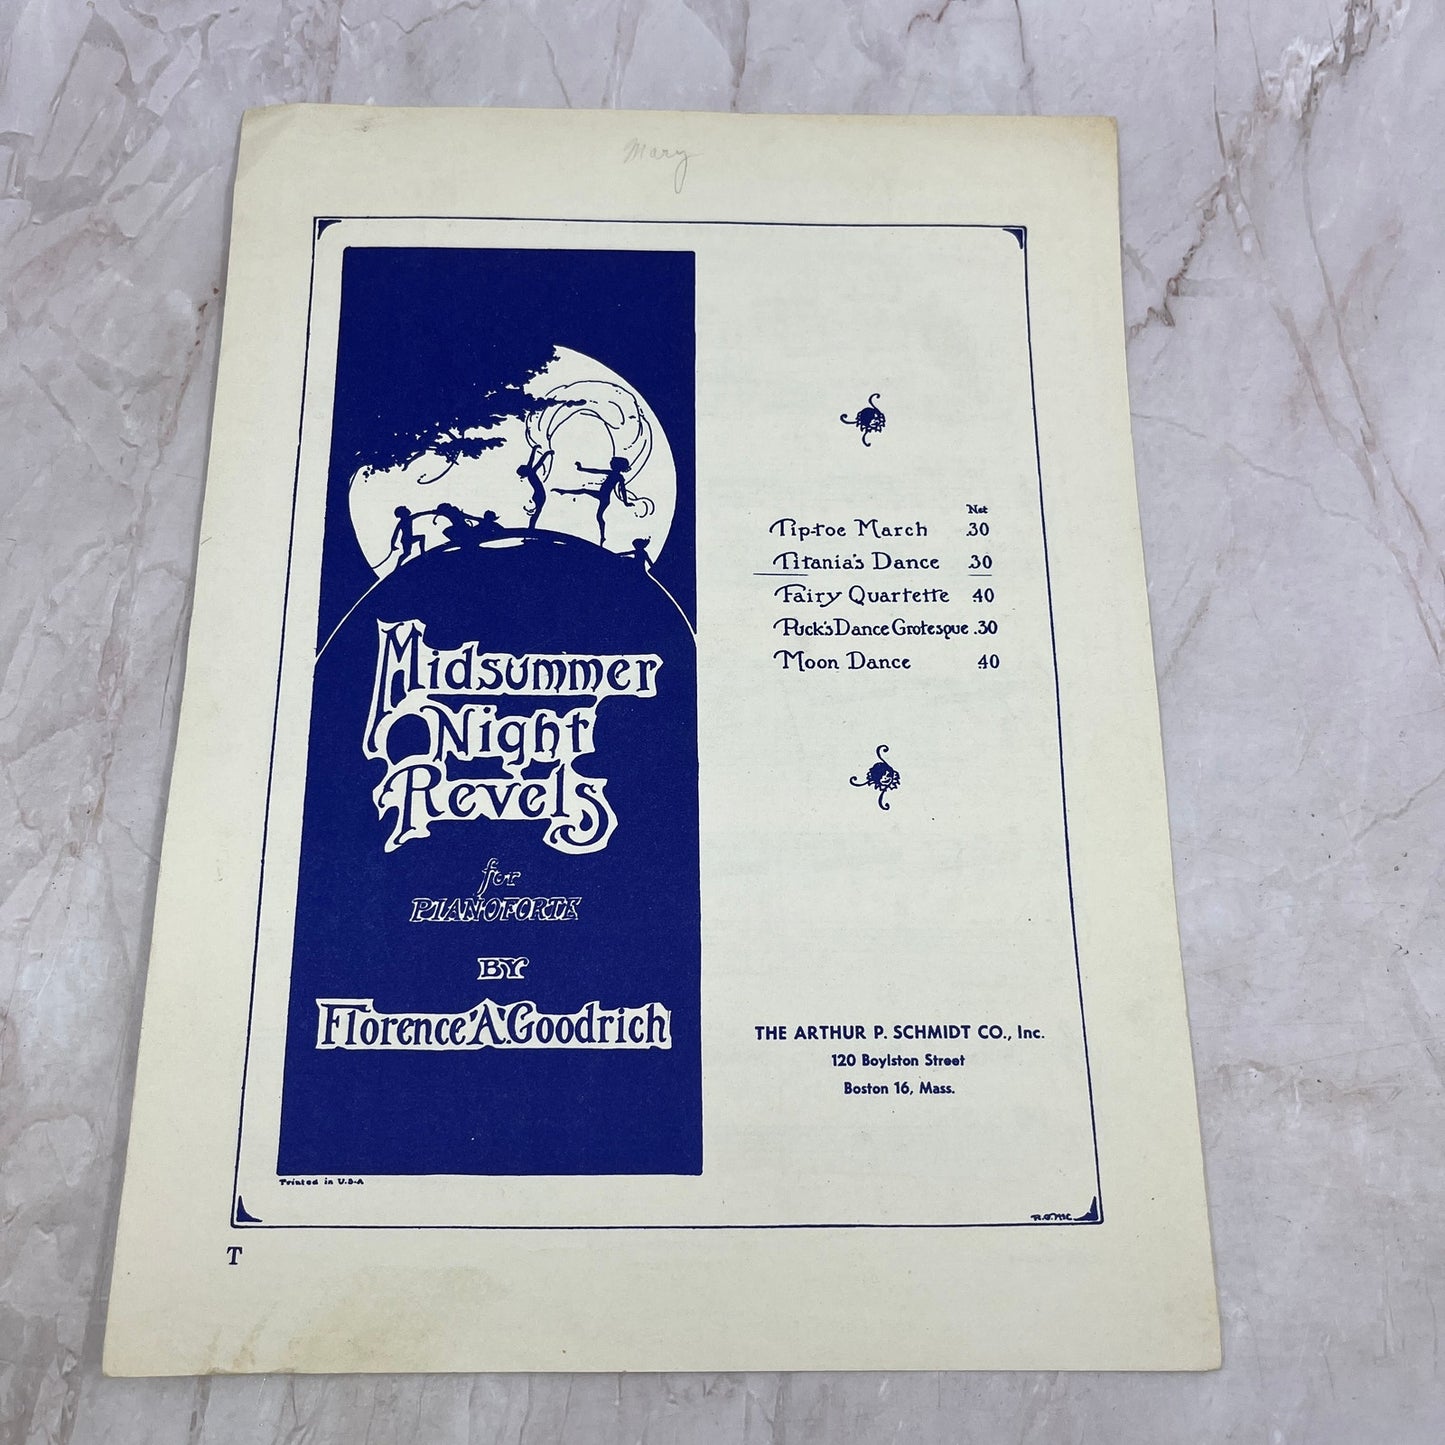 Mary
Midsummer
Night
Revels
for
PIANOFORTE
BY
Florence 'A'. Goodrich
Net
Tip-toe March .30
Titania's Dance .30
Fairy Quartette 40
Puck's Dance Grotesque .30
Moon Dance 40
THE ARTHUR P. SCHMIDT CO., Inc.
120 Boylston Street
Boston 16, Mass.
Printed in U.S.A
T